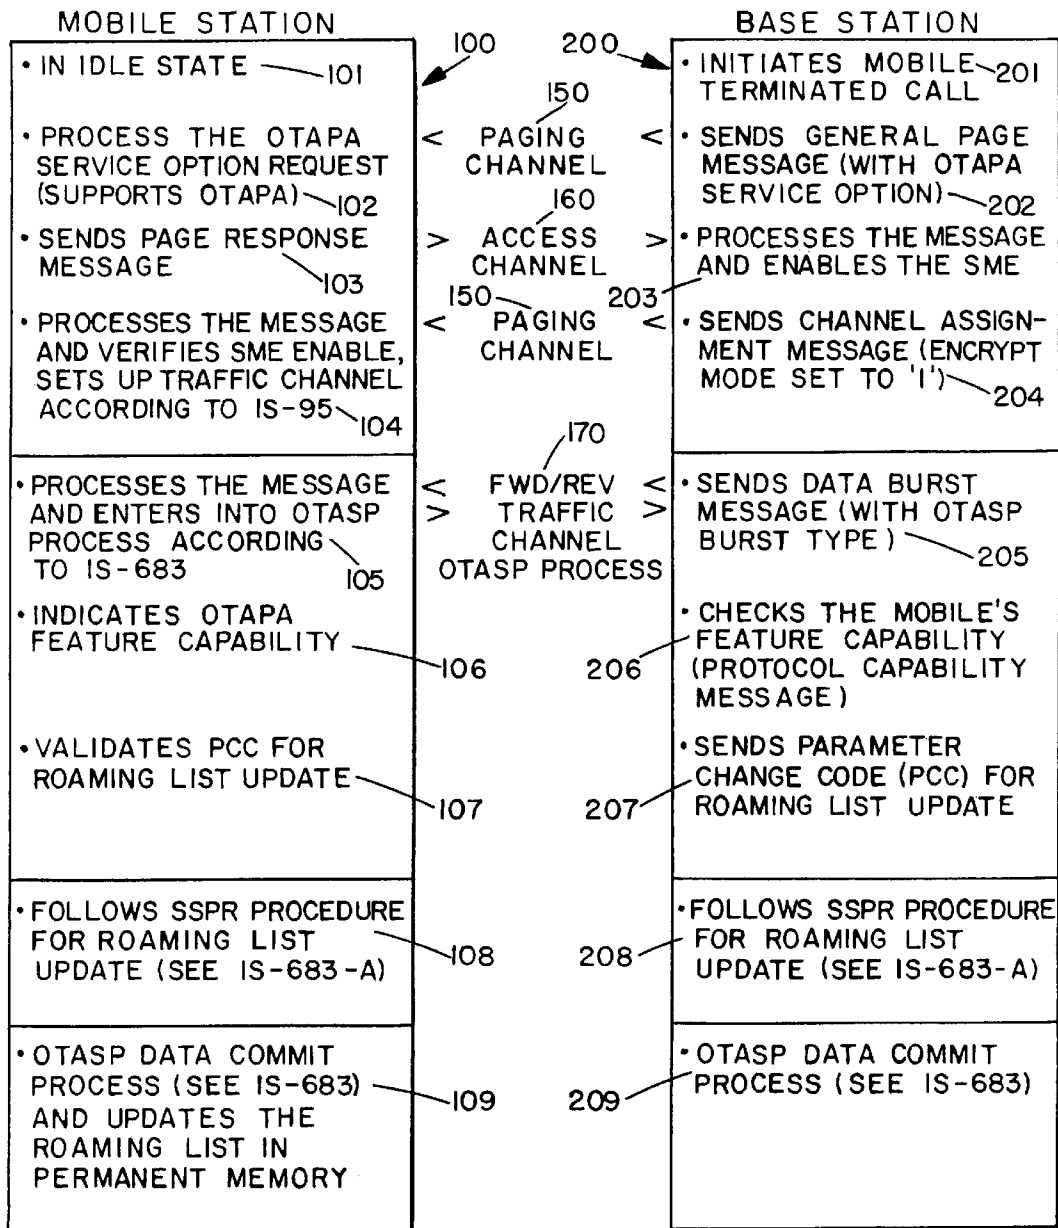 MOBILE STATION
BASE STATION
100
200
• IN IDLE STATE
101
• INITIATES MOBILE
TERMINATED CALL
201
150
• PROCESS THE OTAPA
SERVICE OPTION REQUEST
(SUPPORTS OTAPA)
102
< PAGING <
CHANNEL
• SENDS GENERAL PAGE
MESSAGE (WITH OTAPA
SERVICE OPTION)
202
160
• SENDS PAGE RESPONSE
MESSAGE
103
> ACCESS >
CHANNEL
• PROCESSES THE MESSAGE
AND ENABLES THE SME
203
150
• PROCESSES THE MESSAGE
AND VERIFIES SME ENABLE,
SETS UP TRAFFIC CHANNEL
ACCORDING TO IS-95
104
< PAGING <
CHANNEL
• SENDS CHANNEL ASSIGN-
MENT MESSAGE (ENCRYPT
MODE SET TO '1')
204
170
• PROCESSES THE MESSAGE
AND ENTERS INTO OTASP
PROCESS ACCORDING
TO IS-683
105
< FWD/REV <
> TRAFFIC >
CHANNEL
OTASP PROCESS
• SENDS DATA BURST
MESSAGE (WITH OTASP
BURST TYPE)
205
• INDICATES OTAPA
FEATURE CAPABILITY
106
• CHECKS THE MOBILE'S
FEATURE CAPABILITY
(PROTOCOL CAPABILITY
MESSAGE)
206
• VALIDATES PCC FOR
ROAMING LIST UPDATE
107
• SENDS PARAMETER
CHANGE CODE (PCC) FOR
ROAMING LIST UPDATE
207
• FOLLOWS SSPR PROCEDURE
FOR ROAMING LIST
UPDATE (SEE IS-683-A)
108
• FOLLOWS SSPR PROCEDURE
FOR ROAMING LIST
UPDATE (SEE IS-683-A)
208
• OTASP DATA COMMIT
PROCESS (SEE IS-683)
AND UPDATES THE
ROAMING LIST IN
PERMANENT MEMORY
109
• OTASP DATA COMMIT
PROCESS (SEE IS-683)
209